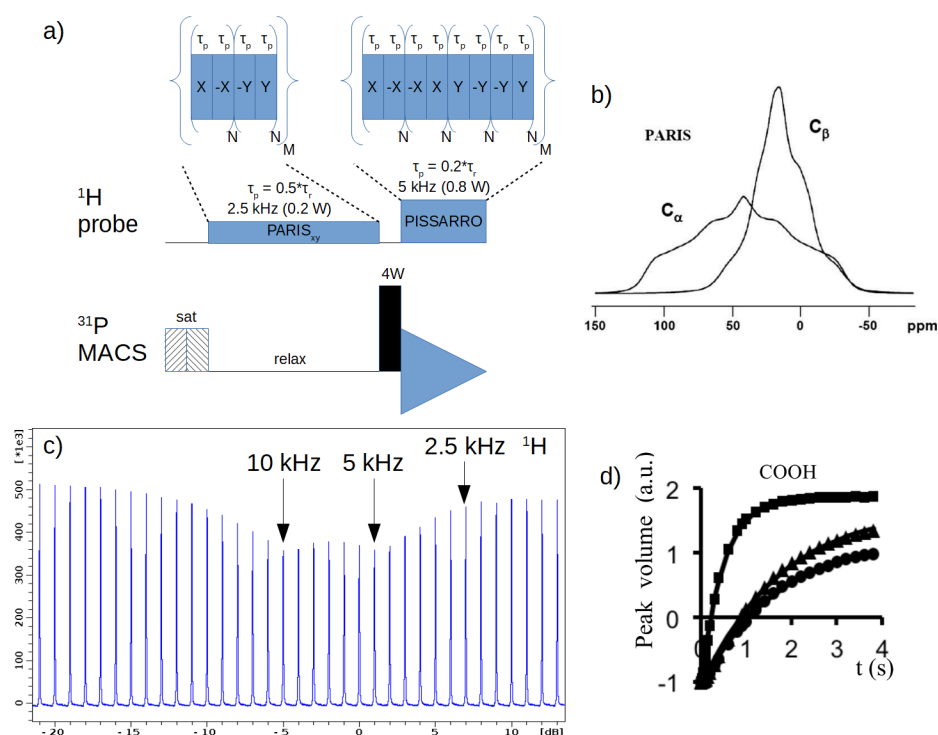 a)
τp τp τp τp
X -X -Y Y
N N M
τp τp τp τp τp τp τp τp
X -X X Y -Y -Y -Y Y
N N N N M
1H
probe
τp = 0.5*τr
2.5 kHz (0.2 W)
PARISxy
τp = 0.2*τr
5 kHz (0.8 W)
PISSARRO
31P
MACS
sat
relax
4W
b)
PARIS
Cα
Cβ
150 100 50 0 -50 ppm
c)
[*1e3]
500
400
300
200
100
0
10 kHz 5 kHz 2.5 kHz 1H
-20 -15 -10 -5 0 5 10 [dB]
d)
COOH
Peak volume (a.u.)
2
1
0
-1
0 1 2 3 4
t (s)